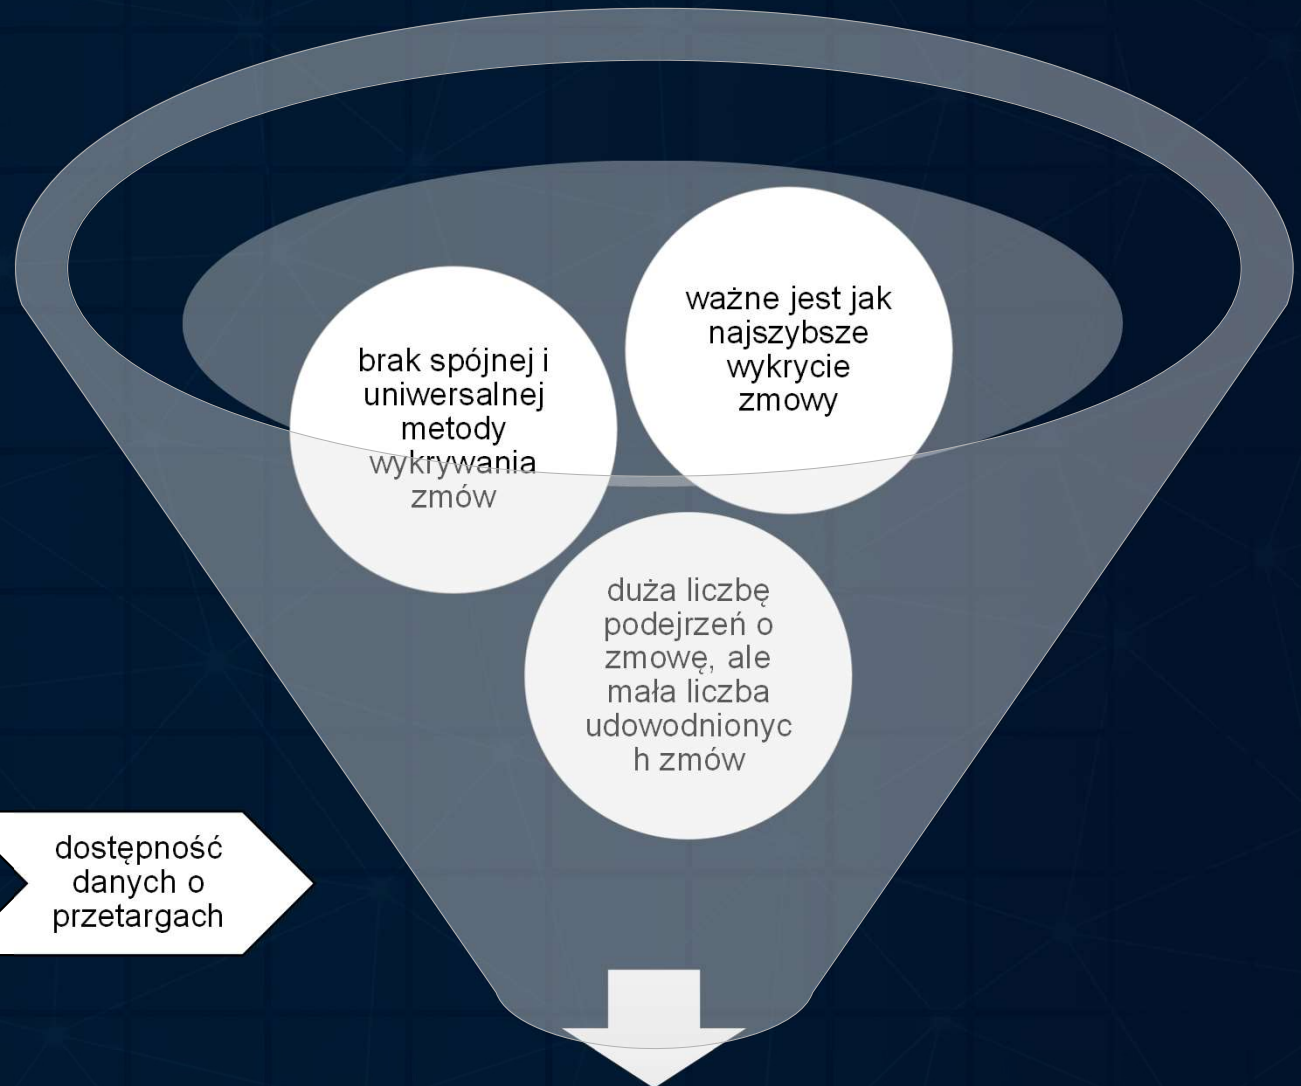 ważne jest jak
najszybsze
wykrycie
zmowy
brak spójnej i
uniwersalnej
metody
wykrywania
zmów
duża liczbę
podejrzeń o
zmowę, ale
mała liczba
udowodnionyc
h zmów
dostępność
danych o
przetargach